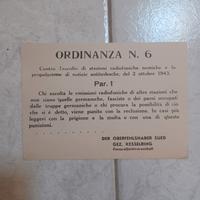 ORDINANZA N. 6
Contro l'ascolto di stazioni radiofoniche nemiche e la
propalazione di notizie antitedesche, del 2 ottobre 1943.
Par. 1
Chi ascolta le emissioni radiofoniche di altre stazioni che
non siano quelle germaniche, fasciste o dei paesi occupati
dalle truppe germaniche e chi procura la possibilità di ciò
che si è detto, viene punito con la reclusione. In casi più
leggeri con la prigione e la multa o con una di queste
punizioni.
DER OBERBEFEHLSHABER SUED
GEZ. KESSELRING